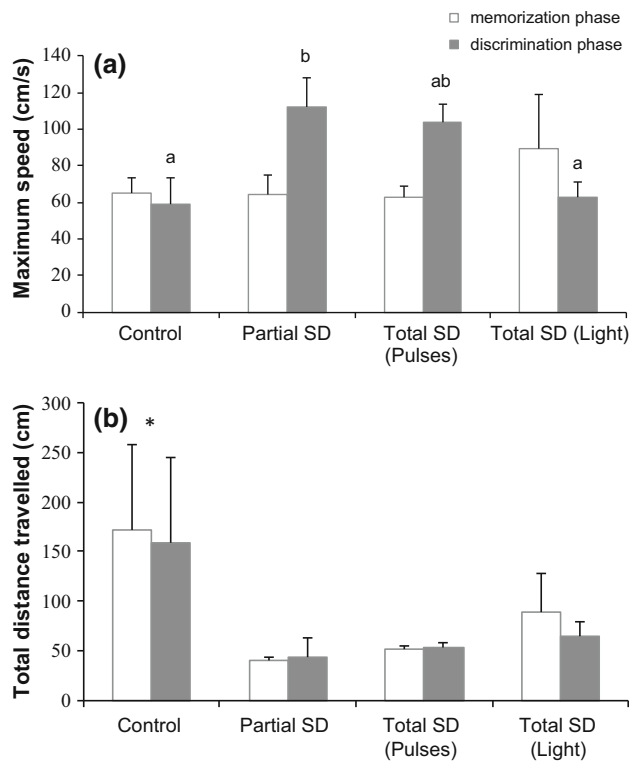 memorization phase
discrimination phase
(a)
Maximum speed (cm/s)
140
120
100
80
60
40
20
0
a
b
ab
a
Control
Partial SD
Total SD
(Pulses)
Total SD (Light)
(b)
Total distance travelled (cm)
300
250
200
150
100
50
0
*
Control
Partial SD
Total SD
(Pulses)
Total SD
(Light)